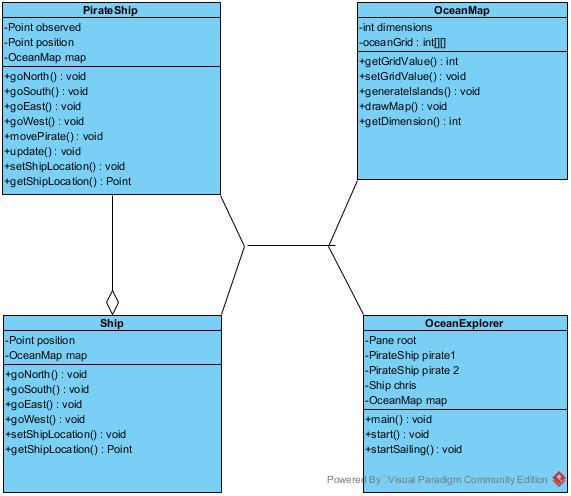 PirateShip
-Point observed
-Point position
-OceanMap map
+goNorth() : void
+goSouth() : void
+goEast() : void
+goWest() : void
+movePirate() : void
+update() : void
+setShipLocation() : void
+getShipLocation() : Point
OceanMap
-int dimensions
-oceanGrid : int[][]
+getGridValue() : int
+setGridValue() : void
+generateIslands() : void
+drawMap() : void
+getDimension() : int
Ship
-Point position
-OceanMap map
+goNorth() : void
+goSouth() : void
+goEast() : void
+goWest() : void
+setShipLocation() : void
+getShipLocation() : Point
OceanExplorer
-Pane root
-PirateShip pirate1
-PirateShip pirate 2
-Ship chris
-OceanMap map
+main() : void
+start() : void
+startSailing() : void
Powered By Visual Paradigm Community Edition